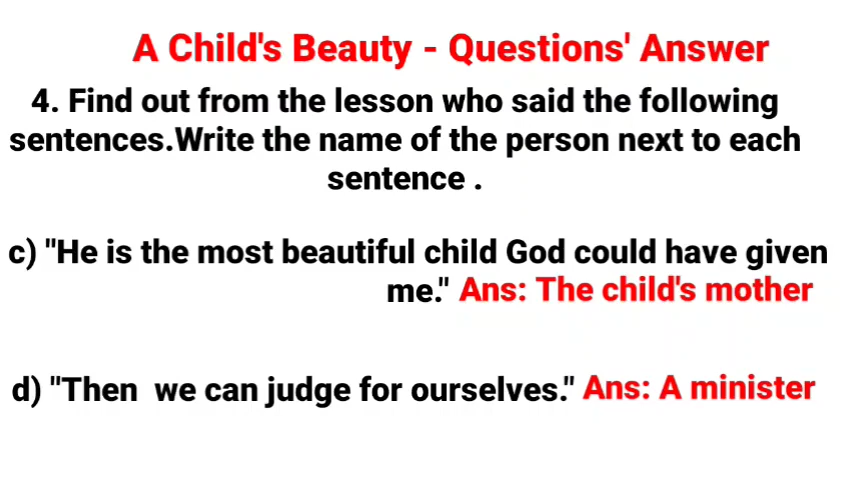 A Child's Beauty - Questions' Answer
4. Find out from the lesson who said the following
sentences.Write the name of the person next to each
sentence .
c) "He is the most beautiful child God could have given
me." Ans: The child's mother
d) "Then  we can judge for ourselves." Ans: A minister